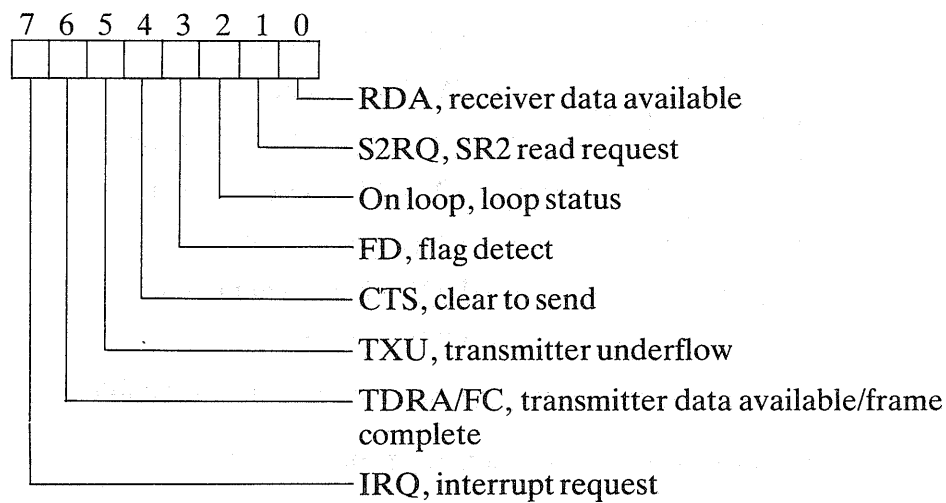 7 6 5 4 3 2 1 0
RDA, receiver data available
S2RQ, SR2 read request
On loop, loop status
FD, flag detect
CTS, clear to send
TXU, transmitter underflow
TDRA/FC, transmitter data available/frame
complete
IRQ, interrupt request